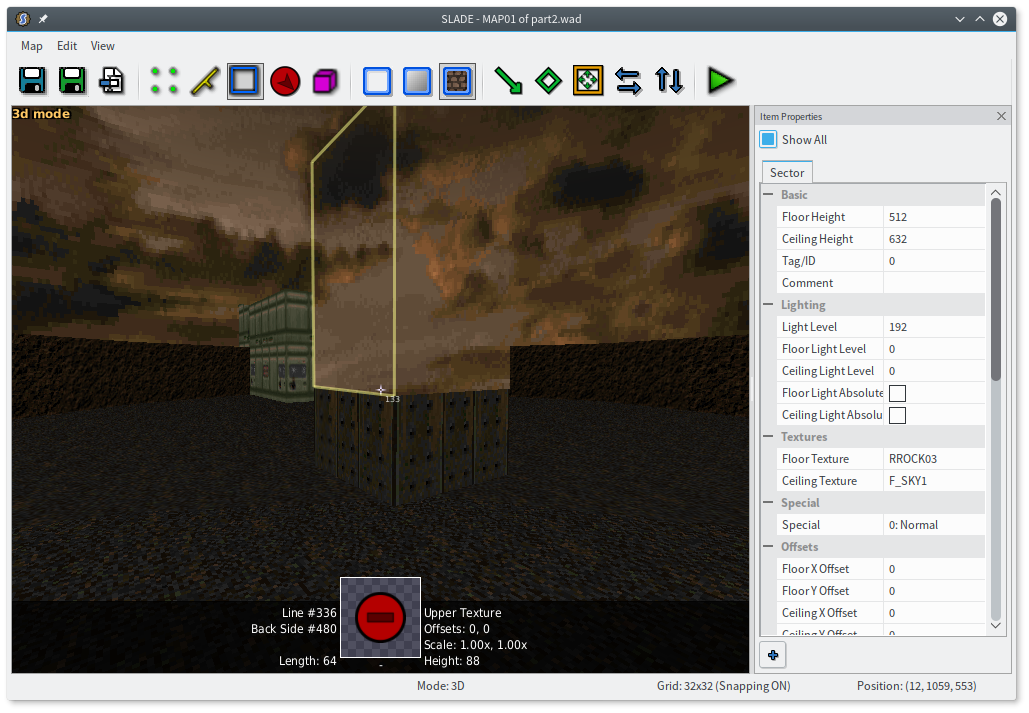 SLADE - MAP01 of part2.wad
Map Edit View
3d mode
133
Line #336
Back Side #480
Length: 64
-
Upper Texture
Offsets: 0, 0
Scale: 1.00x, 1.00x
Height: 88
Item Properties
Show All
Sector
Basic
Floor Height 512
Ceiling Height 632
Tag/ID 0
Comment
Lighting
Light Level 192
Floor Light Level 0
Ceiling Light Level 0
Floor Light Absolute
Ceiling Light Absolu
Textures
Floor Texture RROCK03
Ceiling Texture F_SKY1
Special
Special 0: Normal
Offsets
Floor X Offset 0
Floor Y Offset 0
Ceiling X Offset 0
Ceiling Y Offset 0
Mode: 3D Grid: 32x32 (Snapping ON) Position: (12, 1059, 553)